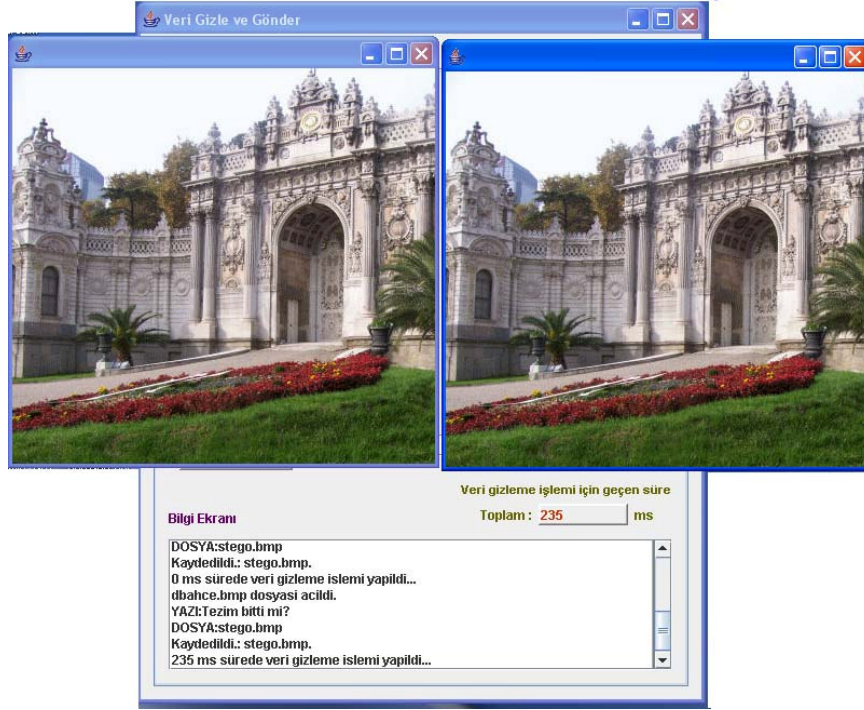 Veri Gizle ve Gönder
Veri gizleme işlemi için geçen süre
Bilgi Ekranı
Toplam : 235 ms
DOSYA:stego.bmp
Kaydedildi.: stego.bmp.
0 ms sürede veri gizleme islemi yapildi...
dbahce.bmp dosyasi acildi.
YAZI:Tezim bitti mi?
DOSYA:stego.bmp
Kaydedildi.: stego.bmp.
235 ms sürede veri gizleme islemi yapildi...